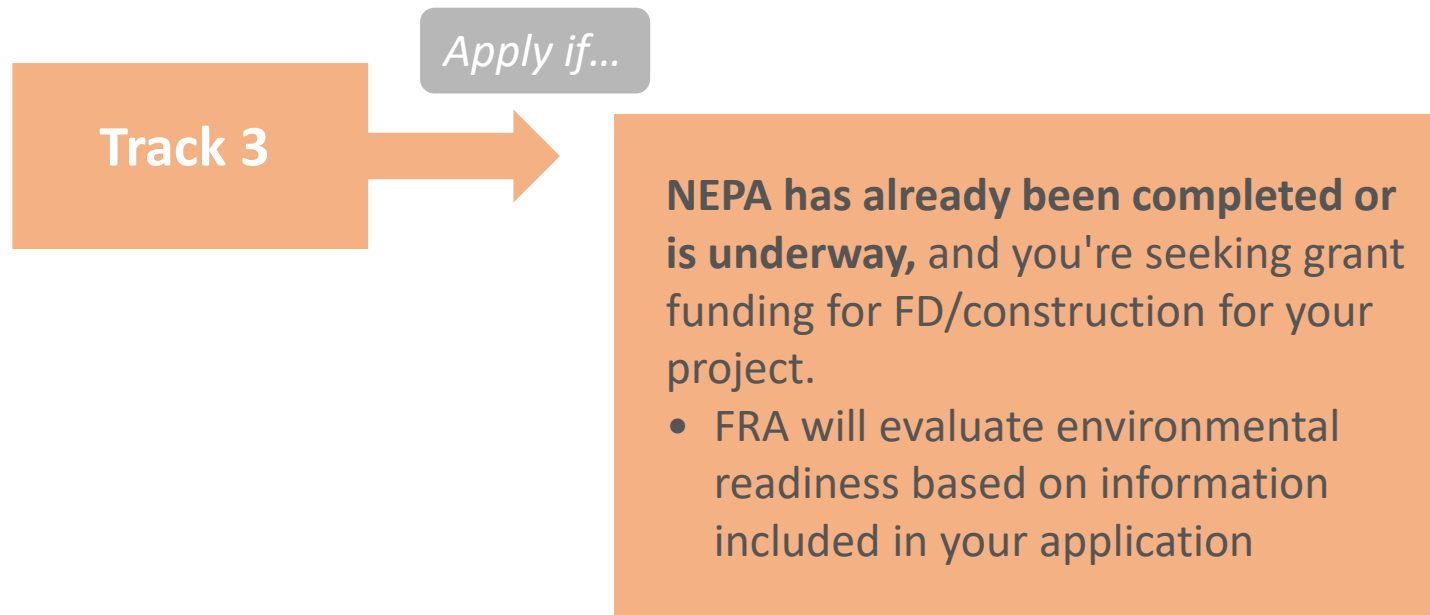 Apply if…
Track 3
NEPA has already been completed or
is underway, and you're seeking grant
funding for FD/construction for your
project.
• FRA will evaluate environmental
readiness based on information
included in your application